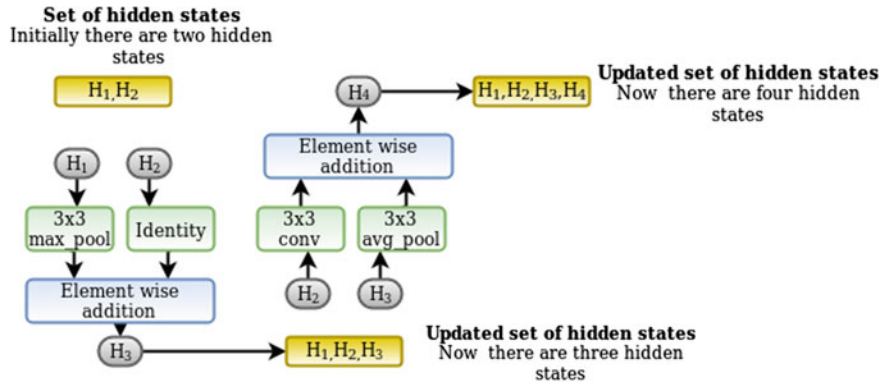 Set of hidden states
Initially there are two hidden
states
H₁,H₂
H₁
H₂
3x3
max_pool
Identity
Element wise
addition
H₃
H₁,H₂,H₃
Updated set of hidden states
Now there are three hidden
states
H₂
H₃
3x3
conv
3x3
avg_pool
Element wise
addition
H₄
H₁,H₂,H₃,H₄
Updated set of hidden states
Now there are four hidden
states